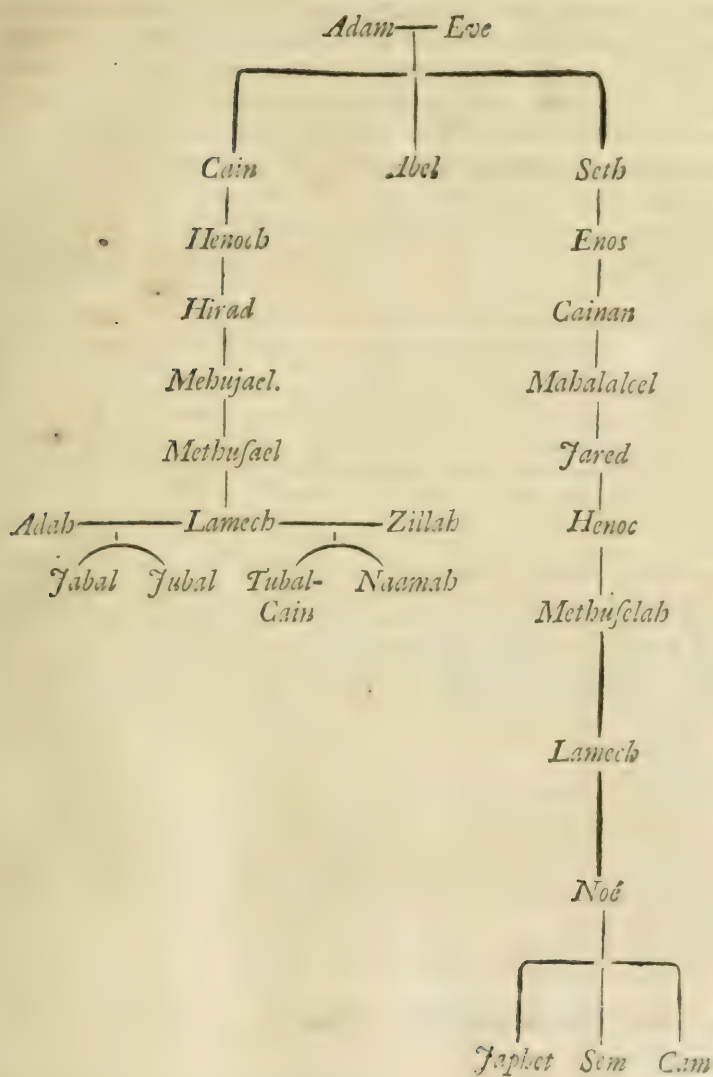 Adam Eve
Cain Abel Seth
Henoch Enos
Hirad Cainan
Mehujael. Mahalaleel
Methuſael Jared
Adah Lamech Zillah Henoc
Jabal Jubal Tubal- Naamah
Cain
Methuſelah
Lamech
Noé
Japhet Sem Cam